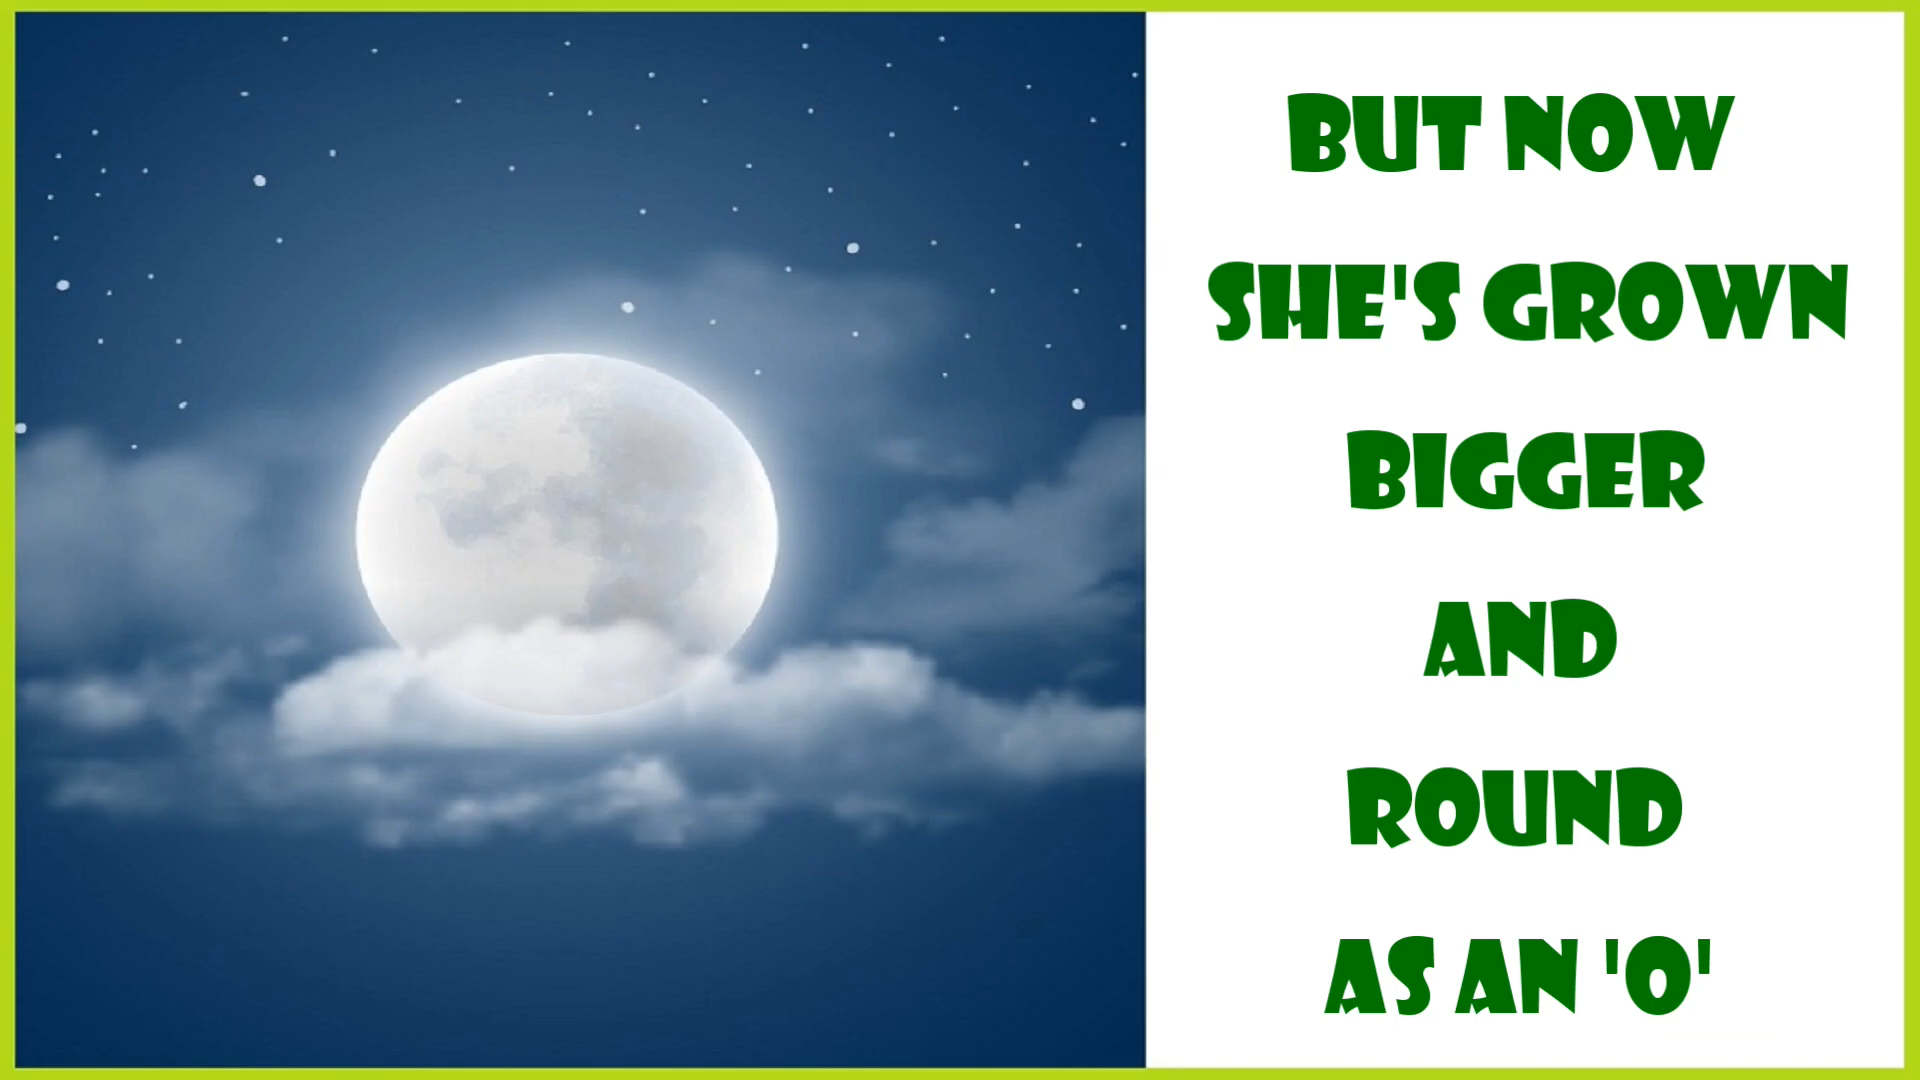 BUT NOW
SHE'S GROWN
BIGGER
AND
ROUND
AS AN 'O'